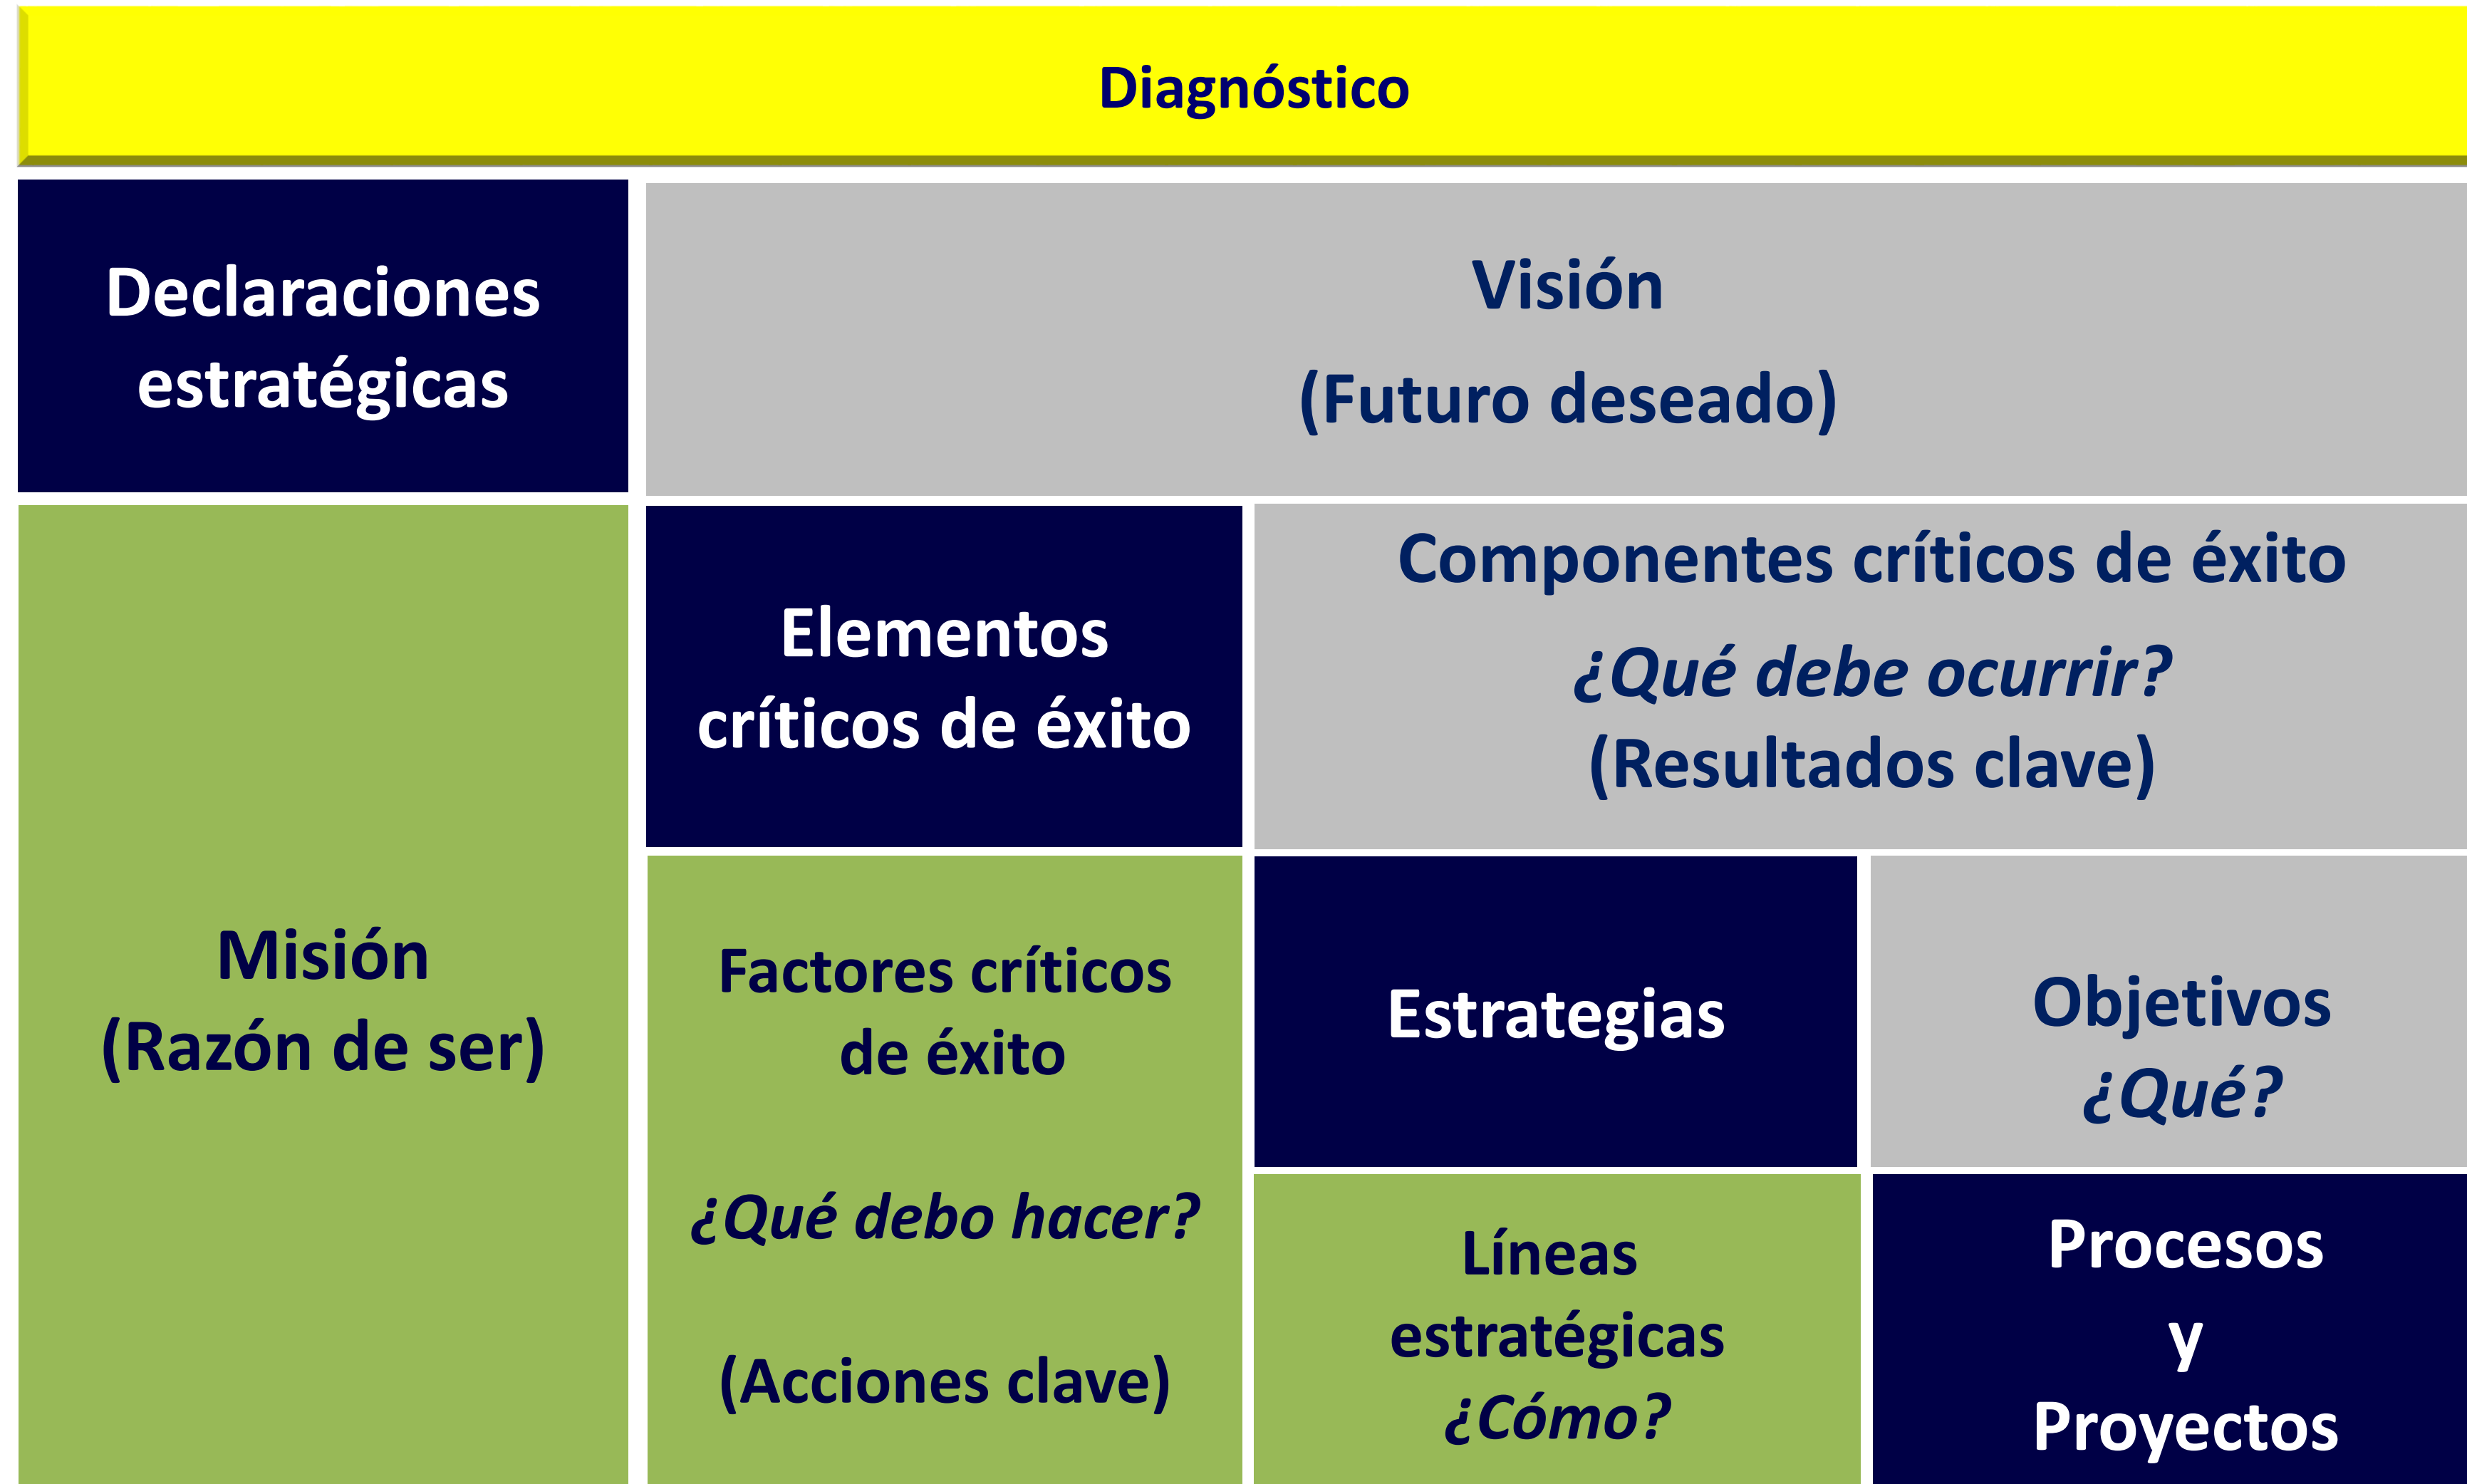 Diagnóstico
Declaraciones
estratégicas
Visión
(Futuro deseado)
Misión
(Razón de ser)
Elementos
críticos de éxito
Componentes críticos de éxito
¿Qué debe ocurrir?
(Resultados clave)
Factores críticos
de éxito
¿Qué debo hacer?
(Acciones clave)
Estrategias
Objetivos
¿Qué?
Líneas
estratégicas
¿Cómo?
Procesos
y
Proyectos